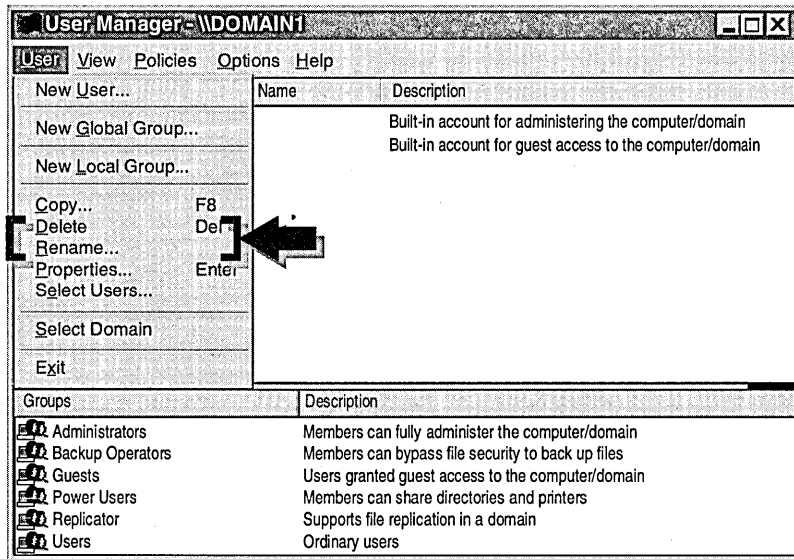 User Manager - \\DOMAIN1
User View Policies Options Help
New User...
New Global Group...
New Local Group...
Copy... F8
Delete Del
Rename...
Properties... Enter
Select Users...
Select Domain
Exit
Name Description
Built-in account for administering the computer/domain
Built-in account for guest access to the computer/domain
Groups Description
Administrators Members can fully administer the computer/domain
Backup Operators Members can bypass file security to back up files
Guests Users granted guest access to the computer/domain
Power Users Members can share directories and printers
Replicator Supports file replication in a domain
Users Ordinary users